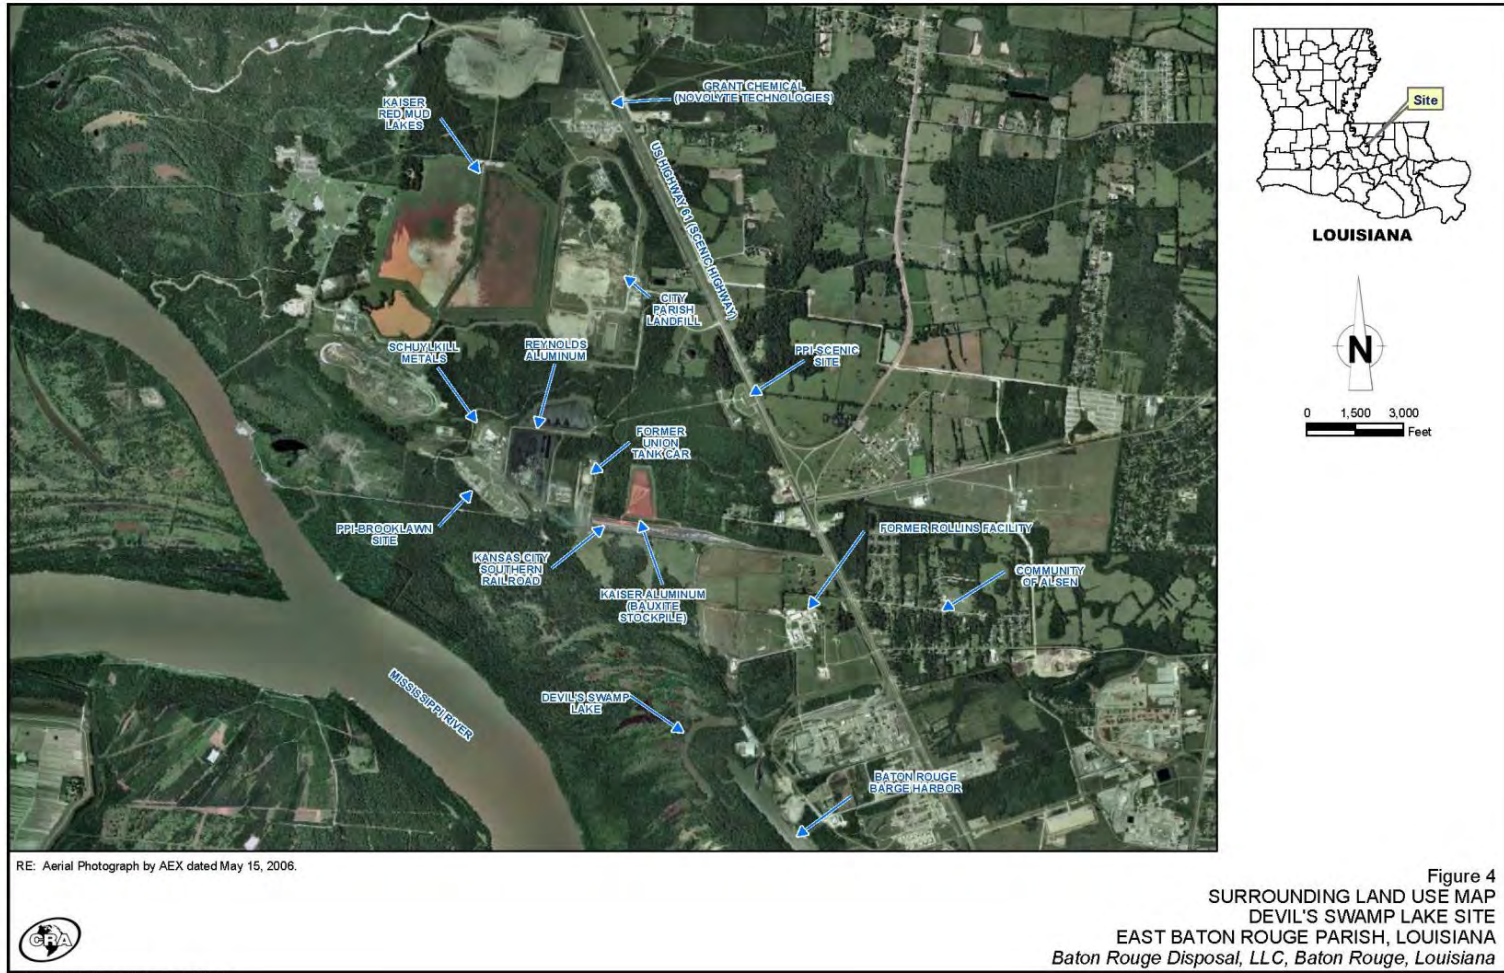 GRANT CHEMICAL
(NOVOLYTE TECHNOLOGIES)
KAISER
RED MUD
LAKES
US HIGHWAY 61 (SCENIC HIGHWAY)
CITY
PARISH
LANDFILL
SCHUYLKILL
METALS
REYNOLDS
ALUMINUM
PPI-SCENIC
SITE
FORMER
UNION
TANK CAR
PPI-BROOKLAWN
SITE
KANSAS CITY
SOUTHERN
RAILROAD
KAISER ALUMINUM
(BAUXITE
STOCKPILE)
FORMER ROLLINS FACILITY
COMMUNITY
OF ALSEN
MISSISSIPPI RIVER
DEVIL'S SWAMP
LAKE
BATON ROUGE
BARGE HARBOR
Site
LOUISIANA
N
0 1,500 3,000
Feet
RE: Aerial Photograph by AEX dated May 15, 2006.
CRA
Figure 4
SURROUNDING LAND USE MAP
DEVIL'S SWAMP LAKE SITE
EAST BATON ROUGE PARISH, LOUISIANA
Baton Rouge Disposal, LLC, Baton Rouge, Louisiana